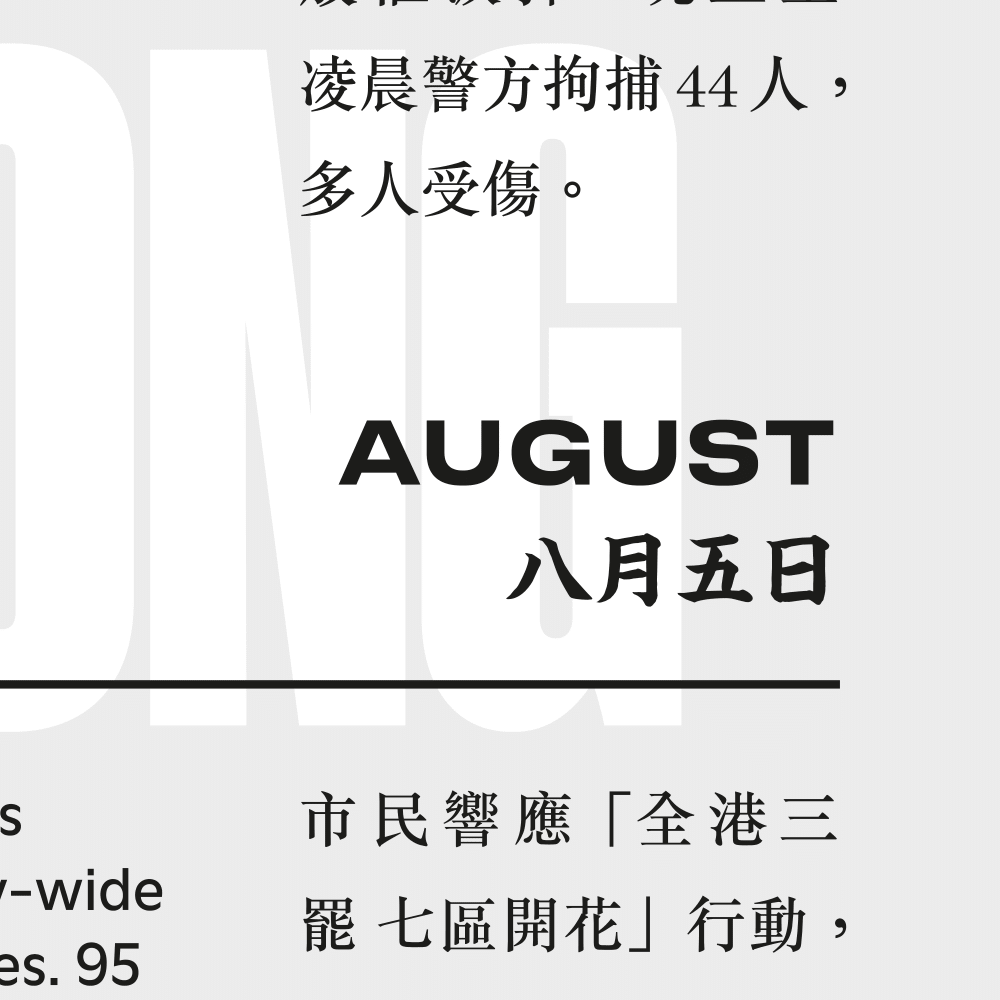 凌晨警方拘捕 44 人，
多人受傷。
ONG
AUGUST
八月五日
市民響應「全港三
罷 七區開花」行動，
s
y-wide
es. 95